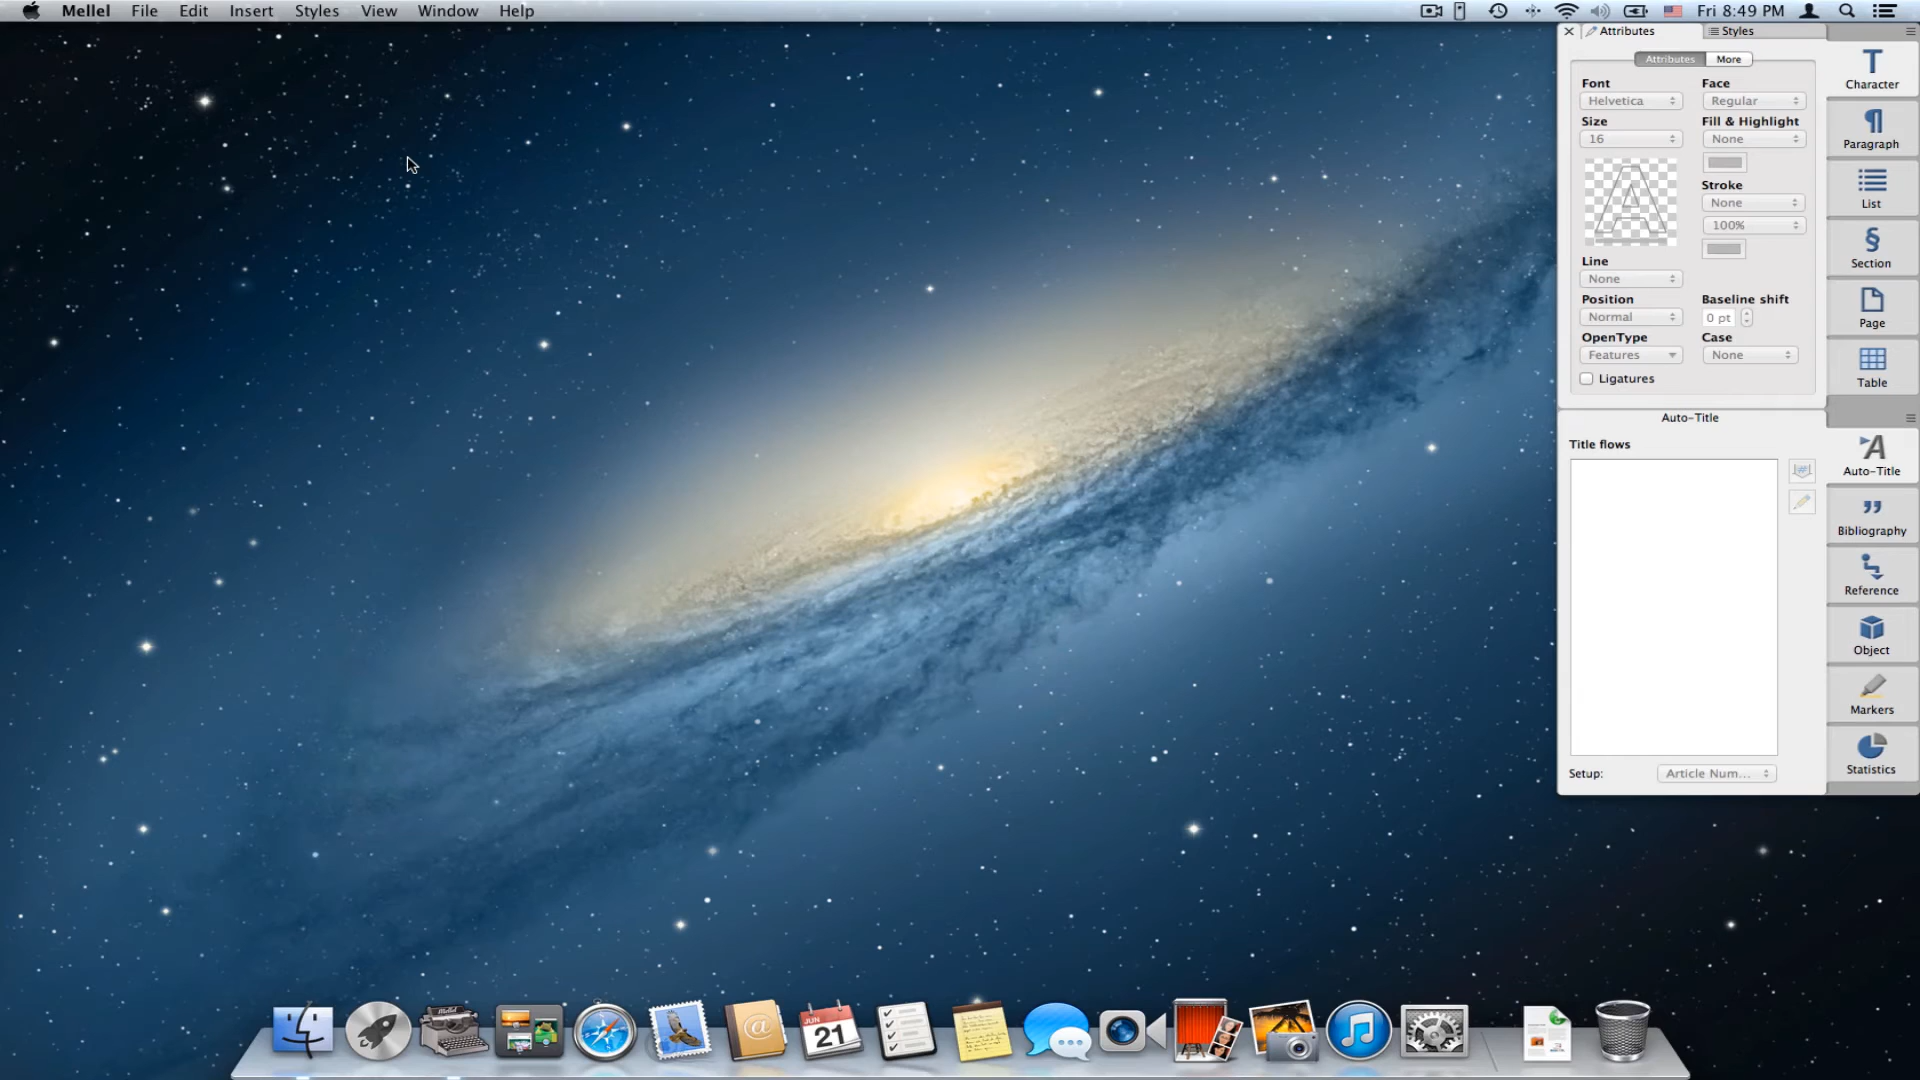 Mellel File Edit Insert Styles View Window Help Fri 8:49 PM
Attributes Styles
Attributes More
Font Face
Helvetica Regular
Size Fill & Highlight
16 None
Stroke
None
100%
Line
None
Position Baseline shift
Normal 0 pt
OpenType Case
Features None
Ligatures
Auto-Title
Title flows
Setup: Article Num...
T
Character
Paragraph
List
§
Section
Page
Table
A
Auto-Title
Bibliography
Reference
Object
Markers
Statistics
Mellel
@
JUN
21